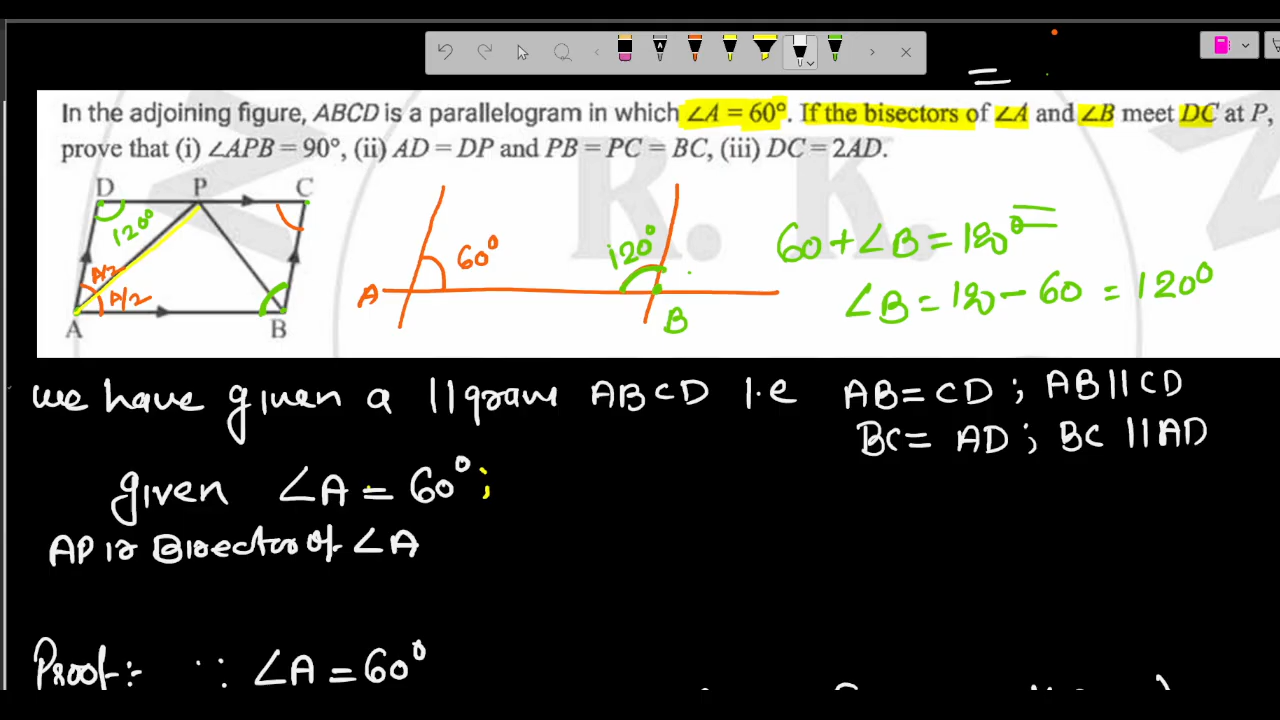 In the adjoining figure, ABCD is a parallelogram in which ∠A = 60°. If the bisectors of ∠A and ∠B meet DC at P,
prove that (i) ∠APB = 90°, (ii) AD = DP and PB = PC = BC, (iii) DC = 2AD.
D P C
120°
A/2
A/2
A B
A 60° 120° B
60 + ∠B = 180°
∠B = 180 - 60 = 120°
we have given a ||gram ABCD i.e AB = CD ; AB || CD
BC = AD ; BC || AD
given ∠A = 60° ;
AP is Bisector of ∠A
Proof :- ∵ ∠A = 60°